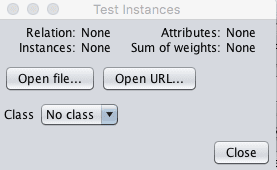 Test Instances
Relation: None Attributes: None
Instances: None Sum of weights: None
Open file... Open URL...
Class No class
Close